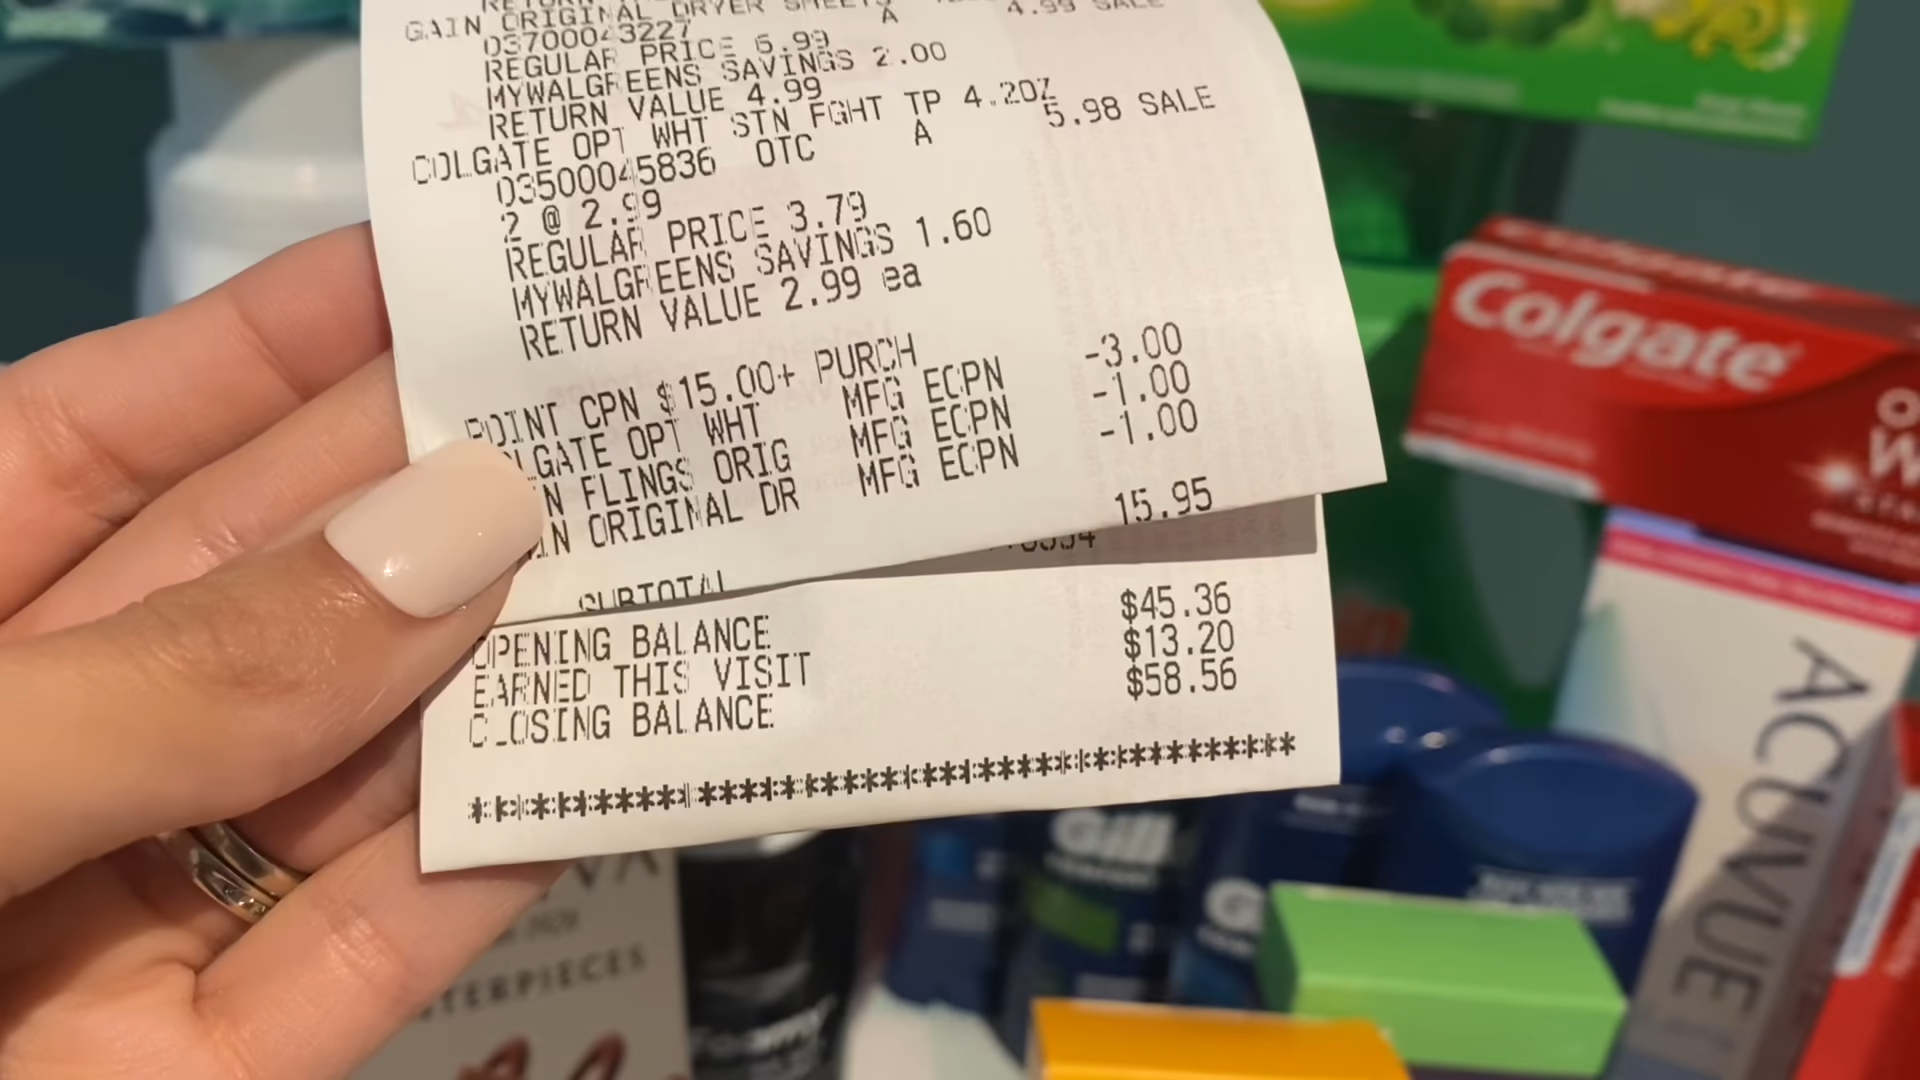 GAIN ORIGINAL DRYER SHEETS
A 4.99 SALE
03700043227
REGULAR PRICE 6.99
MYWALGREENS SAVINGS 2.00
RETURN VALUE 4.99
COLGATE OPT WHT STN FGHT TP 4.2OZ
03500045836 OTC A 5.98 SALE
2 @ 2.99
REGULAR PRICE 3.79
MYWALGREENS SAVINGS 1.60
RETURN VALUE 2.99 ea
POINT CPN $15.00+ PURCH
LGATE OPT WHT MFG ECPN -3.00
N FLINGS ORIG MFG ECPN -1.00
IN ORIGINAL DR MFG ECPN -1.00
SUBTOTAL 15.95
OPENING BALANCE $45.36
EARNED THIS VISIT $13.20
CLOSING BALANCE $58.56
****************************************
Colgate
ACUVUE
Gill
TERPIECES